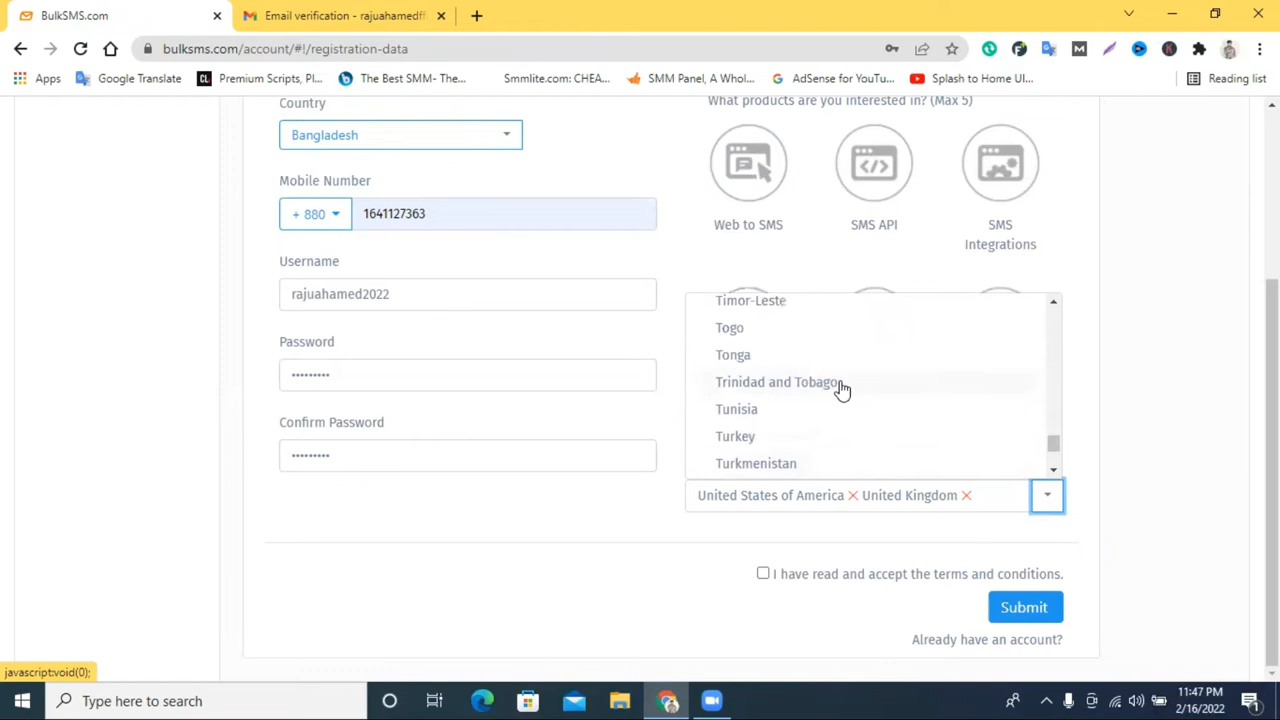 BulkSMS.com
Email verification - rajuahamedff
bulksms.com/account/#!/registration-data
Apps
Google Translate
Premium Scripts, Pl...
The Best SMM- The...
Smmlite.com: CHEA...
SMM Panel, A Whol...
AdSense for YouTu...
Splash to Home UI...
Reading list
Country
Bangladesh
Mobile Number
+ 880
1641127363
Username
rajuahamed2022
Password
•••••••••
Confirm Password
•••••••••
What products are you interested in? (Max 5)
Web to SMS
SMS API
SMS
Integrations
Timor-Leste
Togo
Tonga
Trinidad and Tobago
Tunisia
Turkey
Turkmenistan
United States of America × United Kingdom ×
I have read and accept the terms and conditions.
Submit
Already have an account?
javascript:void(0);
Type here to search
11:47 PM
2/16/2022